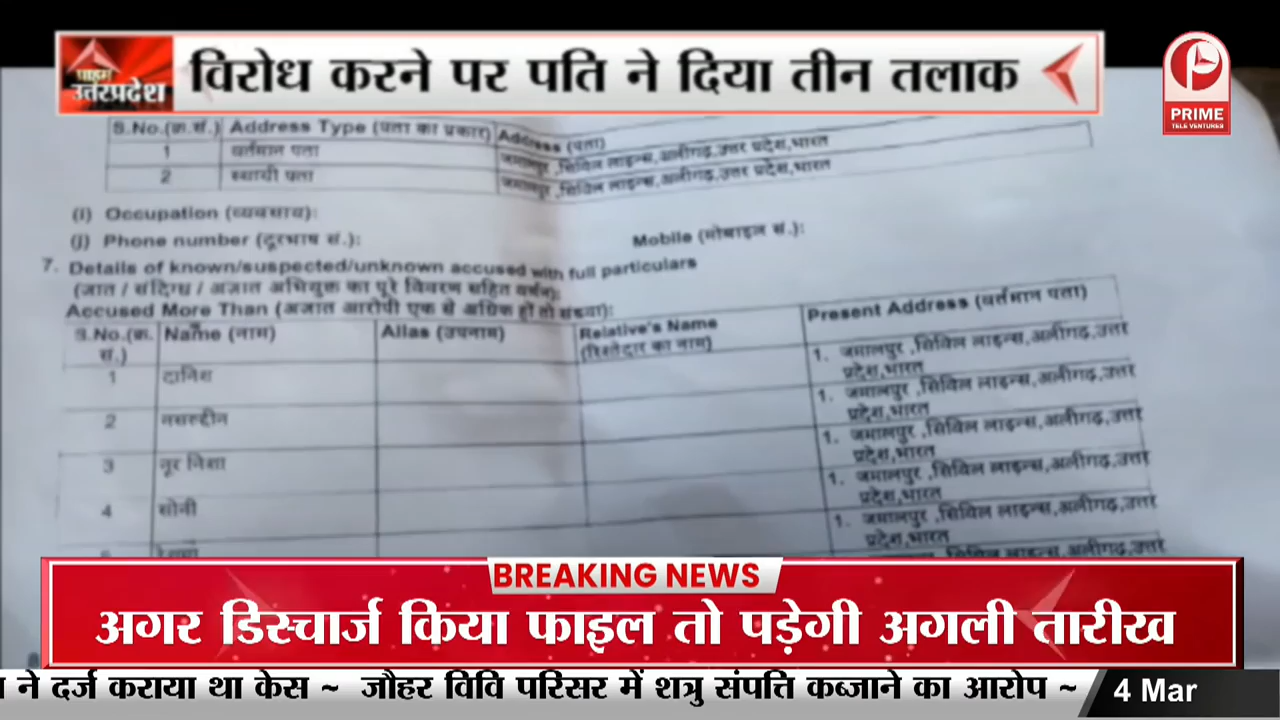 प्राइम
उत्तरप्रदेश
विरोध करने पर पति ने दिया तीन तलाक
PRIME
TELE VENTURES
S.No.(क्र.सं.) Address Type (पता का प्रकार) Address (पता)
1 वर्तमान पता जमालपुर ,सिविल लाइन्स,अलीगढ़,उत्तर प्रदेश,भारत
2 स्थायी पता जमालपुर ,सिविल लाइन्स,अलीगढ़,उत्तर प्रदेश,भारत
(i) Occupation (व्यवसाय):
(j) Phone number (दूरभाष सं.): Mobile (मोबाइल सं.):
7. Details of known/suspected/unknown accused with full particulars
(ज्ञात / संदिग्ध / अज्ञात अभियुक्त का पूरे विवरण सहित वर्णन):
Accused More Than (अज्ञात आरोपी एक से अधिक हों तो संख्या):
S.No.(क्र. सं.) Name (नाम) Alias (उपनाम) Relative's Name (रिश्तेदार का नाम) Present Address (वर्तमान पता)
1 दानिश 1. जमालपुर ,सिविल लाइन्स,अलीगढ़,उत्तर
प्रदेश,भारत
2 नसरुद्दीन 1. जमालपुर ,सिविल लाइन्स,अलीगढ़,उत्तर
प्रदेश,भारत
3 नूर निशा 1. जमालपुर ,सिविल लाइन्स,अलीगढ़,उत्तर
प्रदेश,भारत
4 सोनी 1. जमालपुर ,सिविल लाइन्स,अलीगढ़,उत्तर
प्रदेश,भारत
1. जमालपुर ,सिविल लाइन्स,अलीगढ़,उत्तर
प्रदेश,भारत
BREAKING NEWS
अगर डिस्चार्ज किया फाइल तो पड़ेगी अगली तारीख
ने दर्ज कराया था केस ~ जौहर विवि परिसर में शत्रु संपत्ति कब्जाने का आरोप ~
4 Mar